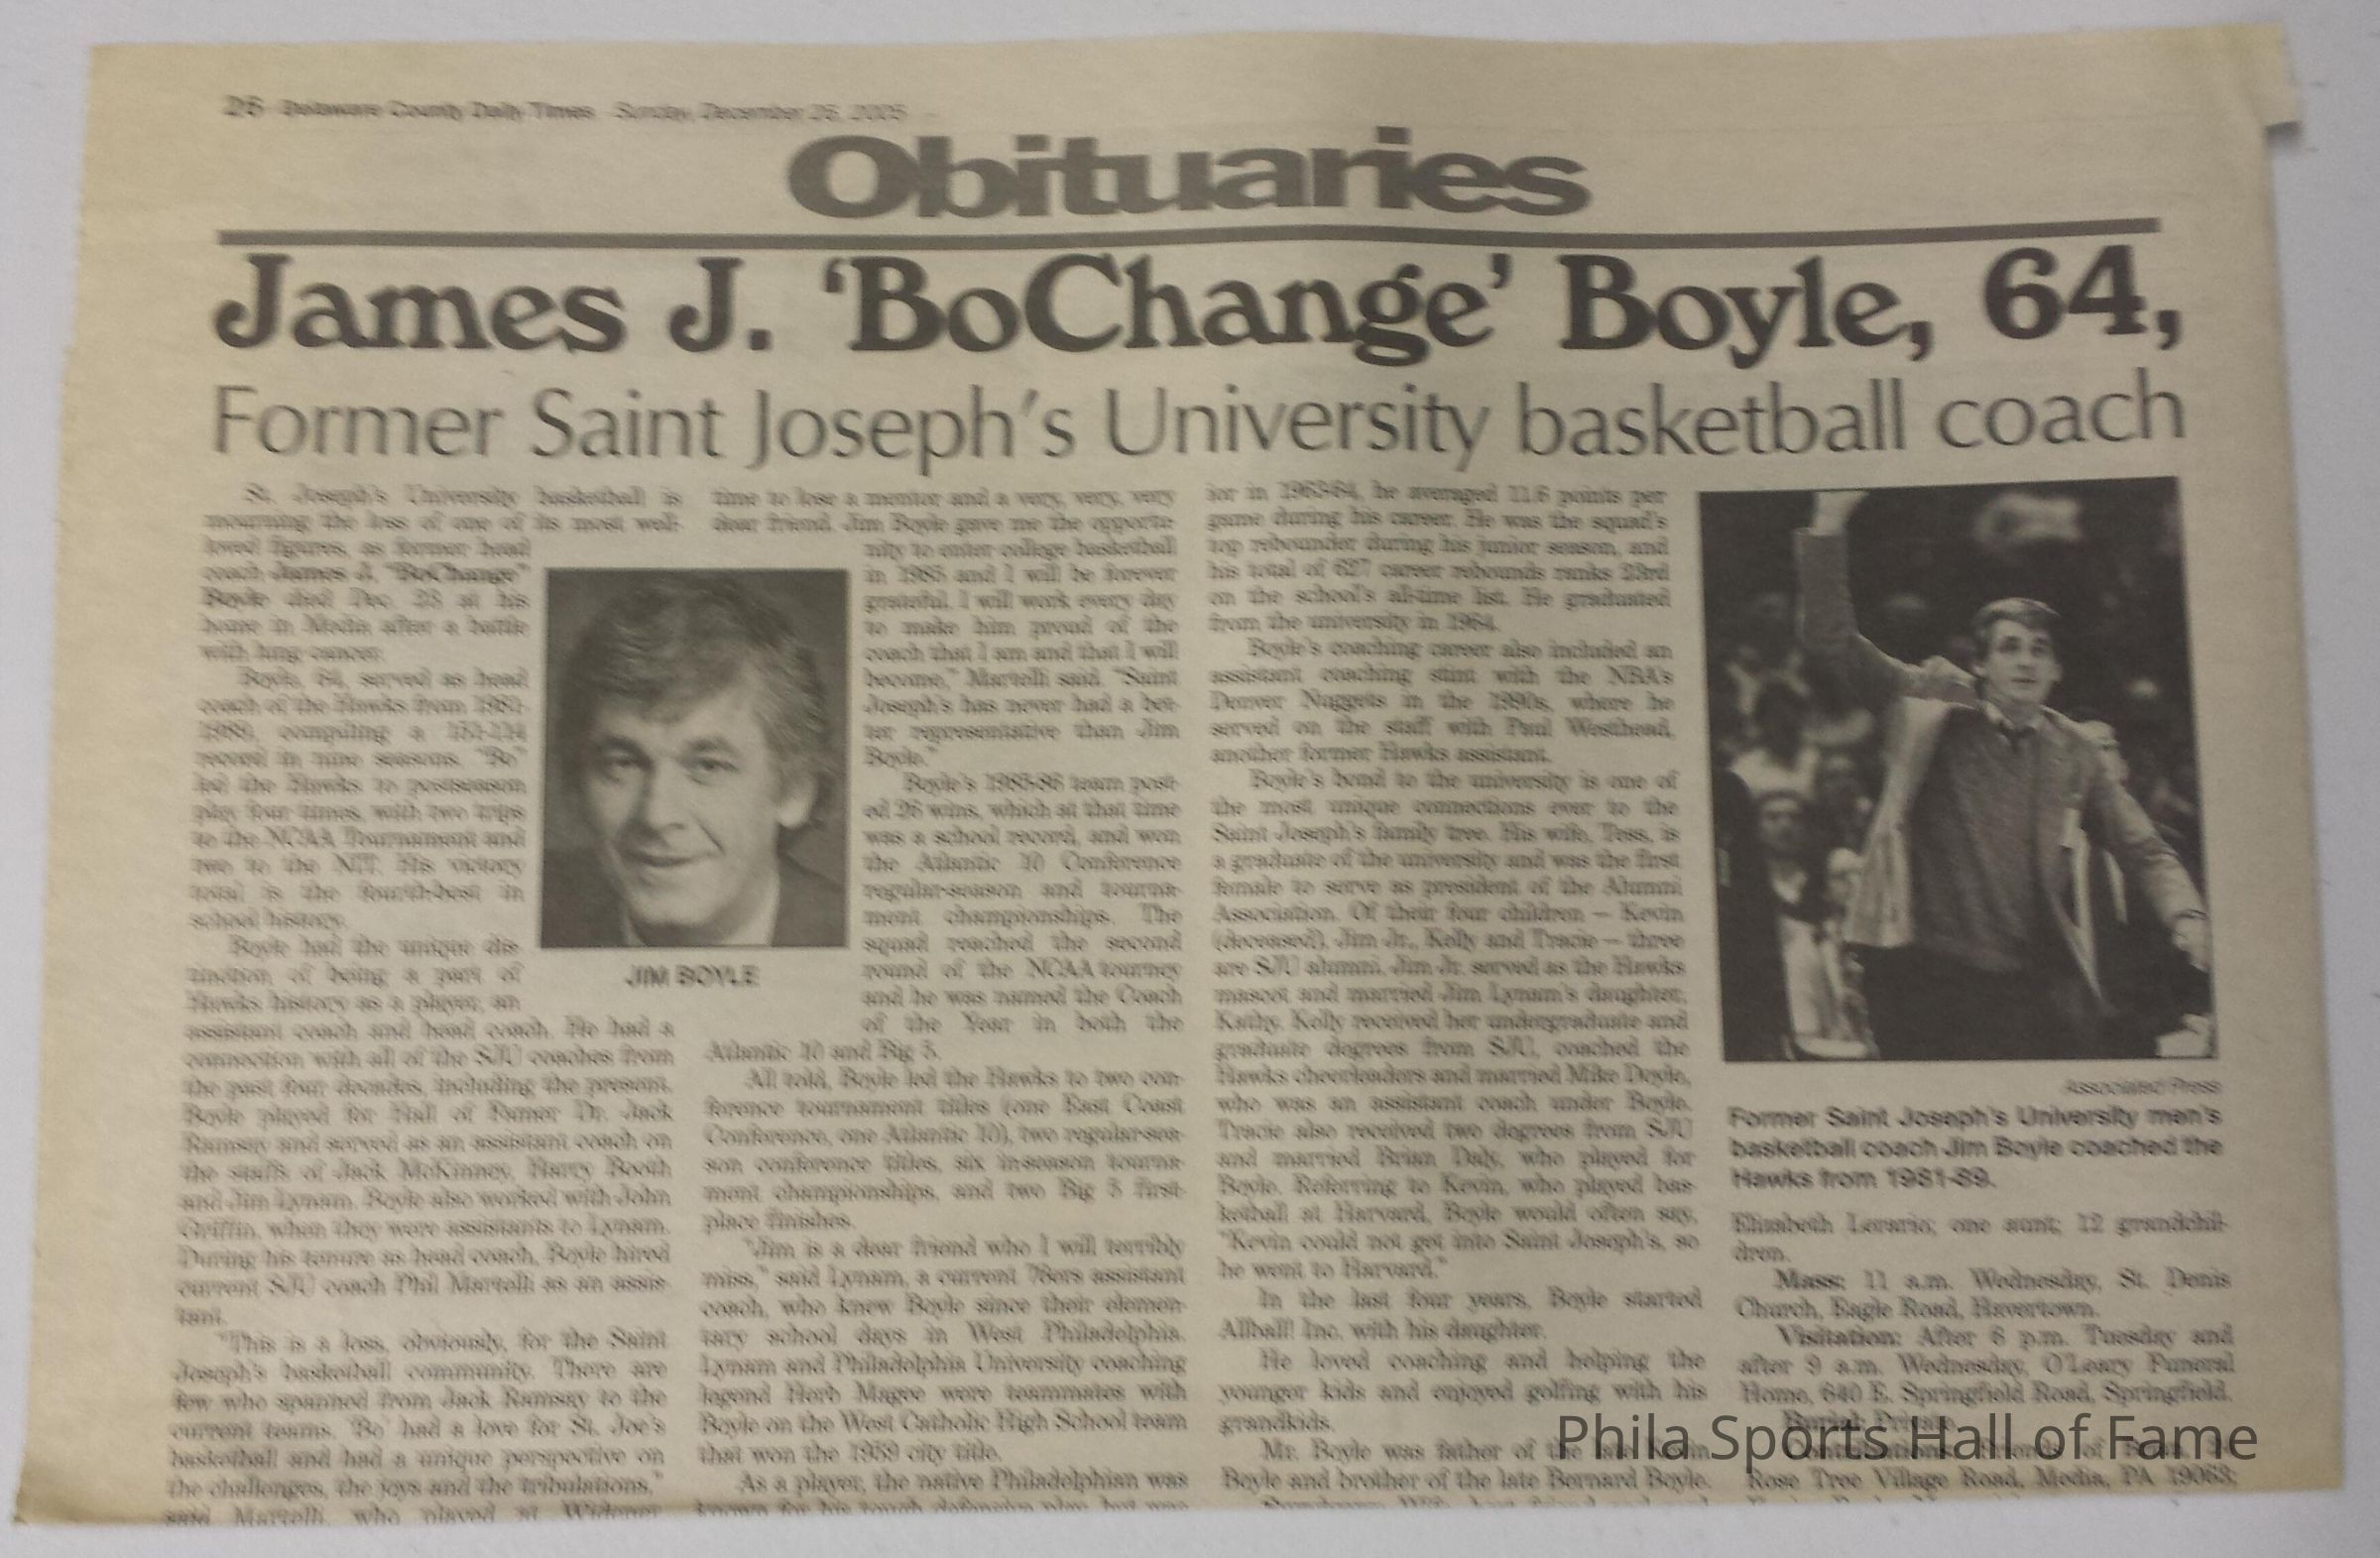 26 Delaware County Daily Times Sunday, December 25, 2005
Obituaries
James J. 'BoChange' Boyle, 64,
Former Saint Joseph's University basketball coach
St. Joseph's University basketball is
mourning the loss of one of its most well-
loved figures, as former head
coach James J. "BoChange"
Boyle died Dec. 23 at his
home in Media after a battle
with lung cancer.
Boyle, 64, served as head
coach of the Hawks from 1981-
record in nine seasons. "Bo"
led the Hawks to postseason
play four times, with two trips
to the NCAA Tournament and
two to the NIT. His victory
total is the fourth-best in
school history.
Boyle had the unique dis-
tinction of being a part of
Hawks history as a player, an
assistant coach and head coach. He had a
connection with all of the SJU coaches from
the past four decades, including the present.
Boyle played for Hall of Famer Dr. Jack
Ramsay and served as an assistant coach on
the staffs of Jack McKinney, Harry Booth
and Jim Lynam. Boyle also worked with John
Griffin, when they were assistants to Lynam.
During his tenure as head coach, Boyle hired
current SJU coach Phil Martelli as an assis-
tant.
"This is a loss, obviously, for the Saint
Joseph's basketball community. There are
few who spanned from Jack Ramsay to the
current teams. 'Bo' had a love for St. Joe's
basketball and had a unique perspective on
the challenges, the joys and the tribulations,"
said Martelli, who played at Widener
time to lose a mentor and a very, very, very
dear friend. Jim Boyle gave me the opportu-
nity to enter college basketball
in 1985 and I will be forever
grateful. I will work every day
to make him proud of the
coach that I am and that I will
become," Martelli said. "Saint
Joseph's has never had a bet-
ter representative than Jim
Boyle."
Boyle's 1985-86 team post-
ed 26 wins, which at that time
was a school record, and won
the Atlantic 10 Conference
regular-season and tourna-
ment championships. The
squad reached the second
round of the NCAA tourney
and he was named the Coach
of the Year in both the
Atlantic 10 and Big 5.
All told, Boyle led the Hawks to two con-
ference tournament titles (one East Coast
Conference, one Atlantic 10), two regular-sea-
son conference titles, six in-season tourna-
ment championships, and two Big 5 first-
place finishes.
"Jim is a dear friend who I will terribly
miss," said Lynam, a current 76ers assistant
coach, who knew Boyle since their elemen-
tary school days in West Philadelphia.
Lynam and Philadelphia University coaching
legend Herb Magee were teammates with
Boyle on the West Catholic High School team
that won the 1959 city title.
As a player, the native Philadelphian was
known for his tough defensive play, but was
JIM BOYLE
ior in 1963-64, he averaged 11.6 points per
game during his career. He was the squad's
top rebounder during his junior season, and
his total of 627 career rebounds ranks 23rd
on the school's all-time list. He graduated
from the university in 1964.
Boyle's coaching career also included an
assistant coaching stint with the NBA's
Denver Nuggets in the 1990s, where he
served on the staff with Paul Westhead,
another former Hawks assistant.
Boyle's bond to the university is one of
the most unique connections ever to the
Saint Joseph's family tree. His wife, Tess, is
a graduate of the university and was the first
female to serve as president of the Alumni
Association. Of their four children — Kevin
(deceased), Jim Jr., Kelly and Tracie — three
are SJU alumni. Jim Jr. served as the Hawks
mascot and married Jim Lynam's daughter,
Kathy. Kelly received her undergraduate and
graduate degrees from SJU, coached the
Hawks cheerleaders and married Mike Doyle,
who was an assistant coach under Boyle.
Tracie also received two degrees from SJU
and married Brian Daly, who played for
Boyle. Referring to Kevin, who played bas-
ketball at Harvard, Boyle would often say,
"Kevin could not get into Saint Joseph's, so
he went to Harvard."
In the last four years, Boyle started
Allball! Inc. with his daughter.
He loved coaching and helping the
younger kids and enjoyed golfing with his
grandkids.
Mr. Boyle was father of the late Kevin
Boyle and brother of the late Bernard Boyle.
Associated Press
Former Saint Joseph's University men's
basketball coach Jim Boyle coached the
Hawks from 1981-89.
Elizabeth Lorario; one aunt; 12 grandchil-
dren.
Mass: 11 a.m. Wednesday, St. Denis
Church, Eagle Road, Havertown.
Visitation: After 6 p.m. Tuesday and
after 9 a.m. Wednesday, O'Leary Funeral
Home, 640 E. Springfield Road, Springfield.
Burial: Private.
Rose Tree Village Road, Media, PA 19063;
Phila Sports Hall of Fame